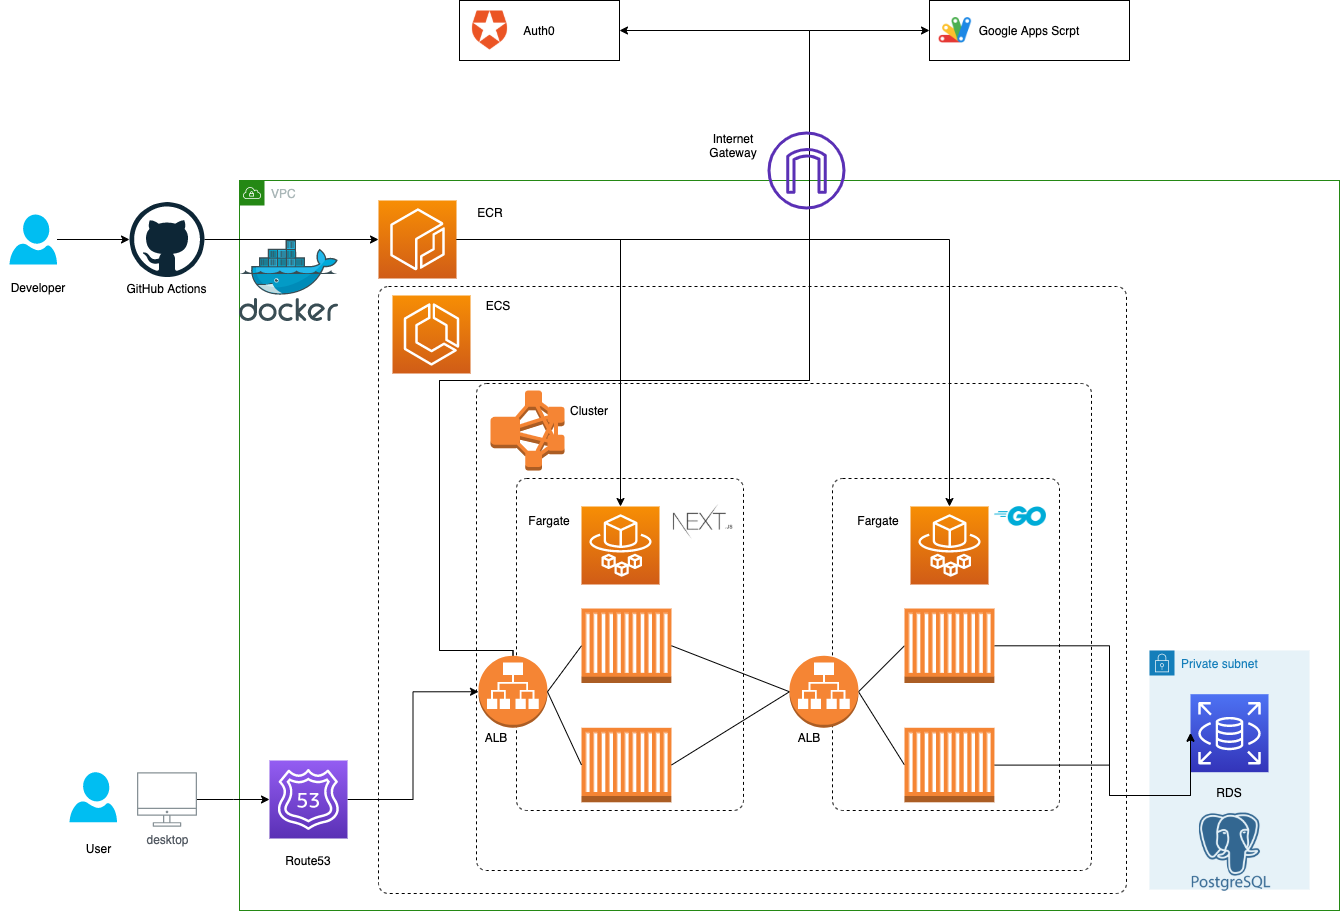 Auth0
Google Apps Scrpt
Internet
Gateway
VPC
ECR
Developer
GitHub Actions
docker
ECS
Cluster
Fargate
NEXT.JS
Fargate
GO
ALB
ALB
Private subnet
RDS
PostgreSQL
53
User
desktop
Route53